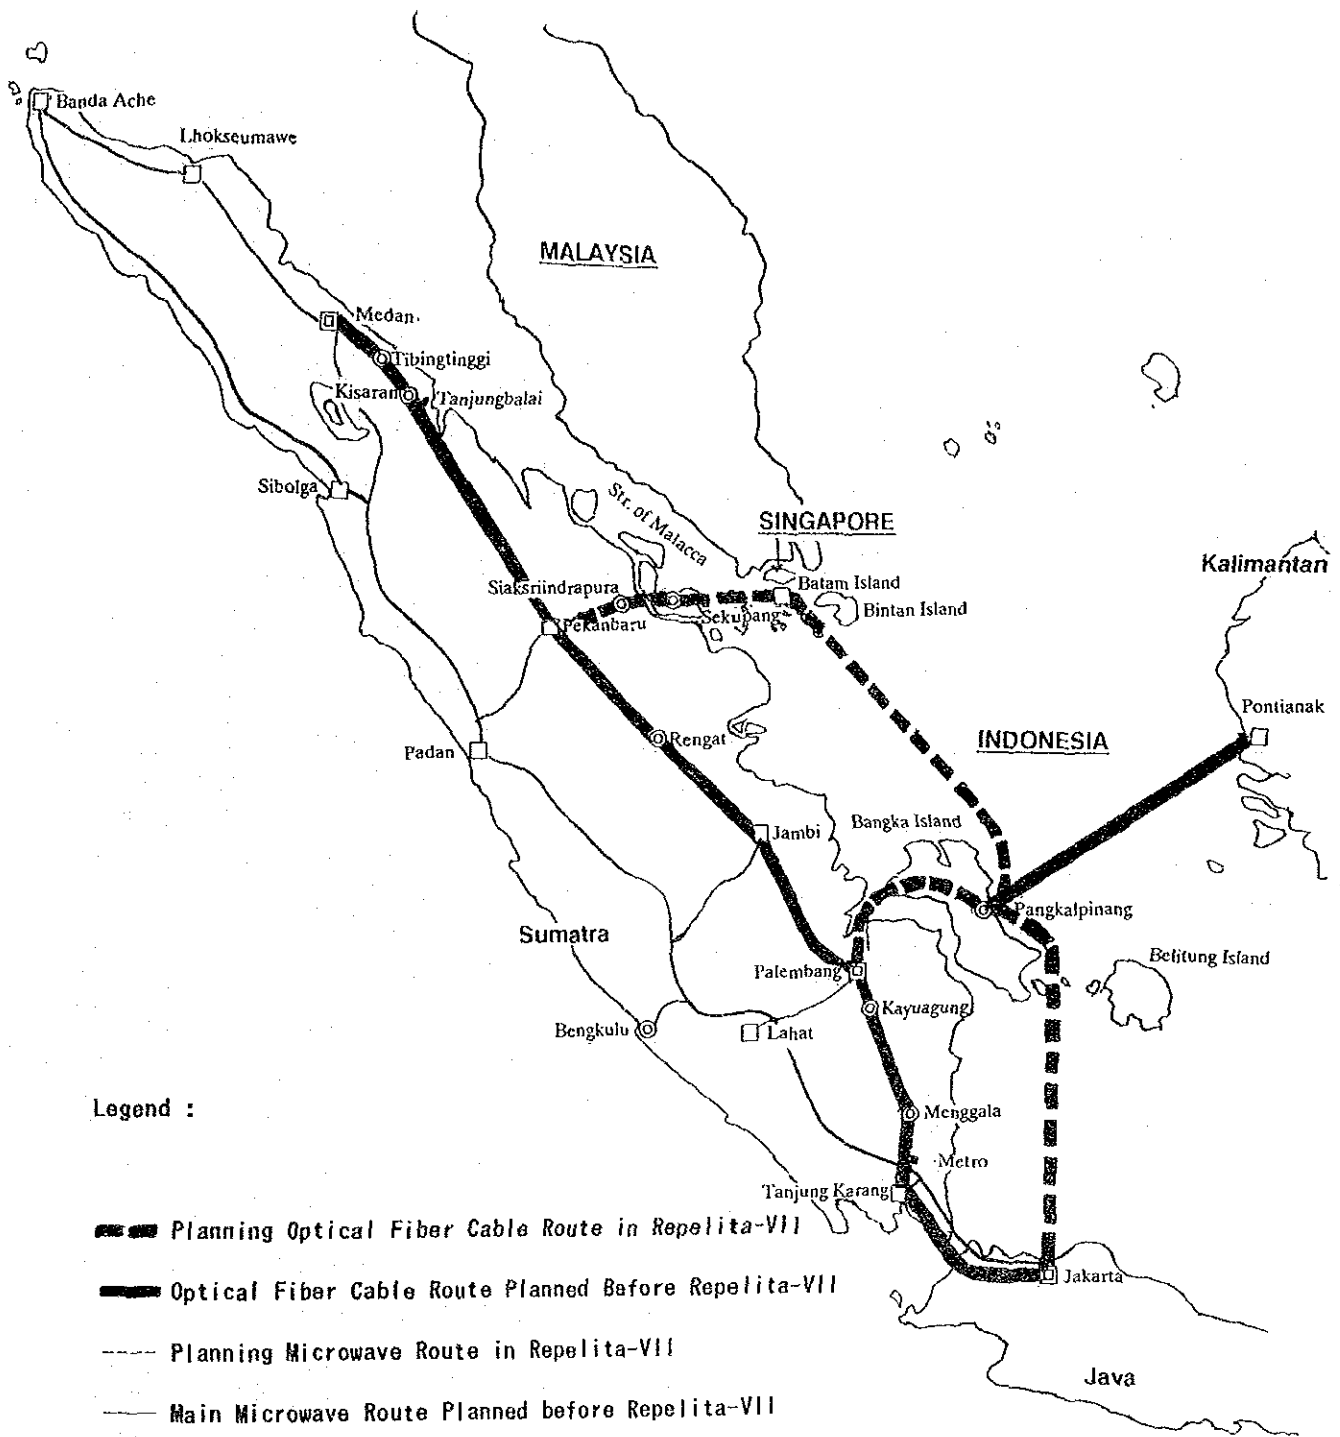 Banda Ache
Lhokseumawe
MALAYSIA
Medan
Tibingtinggi
Kisaran
Tanjungbalai
Sibolga
Str. of Malacca
SINGAPORE
Kalimantan
Siaksriindrapura
Batam Island
Bintan Island
Pekanbaru
Sekupang
Pontianak
Padan
Rengat
INDONESIA
Jambi
Bangka Island
Pangkalpinang
Sumatra
Palembang
Belitung Island
Kayuagung
Bengkulu
Lahat
Legend :
Menggala
Metro
Tanjung Karang
Planning Optical Fiber Cable Route in Repelita-VII
Jakarta
Optical Fiber Cable Route Planned Before Repelita-VII
Planning Microwave Route in Repelita-VII
Java
Main Microwave Route Planned before Repelita-VII